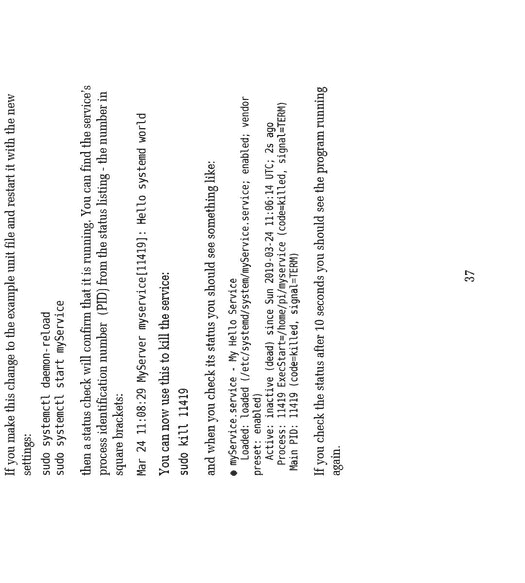 If you make this change to the example unit file and restart it with the new
settings:
sudo systemctl daemon-reload
sudo systemctl start myService
then a status check will confirm that it is running. You can find the service's
process identification number  (PID) from the status listing - the number in
square brackets:
Mar 24 11:08:29 MyServer myservice[11419]: Hello systemd world
You can now use this to kill the service:
sudo kill 11419
and when you check its status you should see something like:
● myService.service - My Hello Service
Loaded: loaded (/etc/systemd/system/myService.service; enabled; vendor
preset: enabled)
Active: inactive (dead) since Sun 2019-03-24 11:06:14 UTC; 2s ago
Process: 11419 ExecStart=/home/pi/myservice (code=killed, signal=TERM)
Main PID: 11419 (code=killed, signal=TERM)
If you check the status after 10 seconds you should see the program running
again.
37